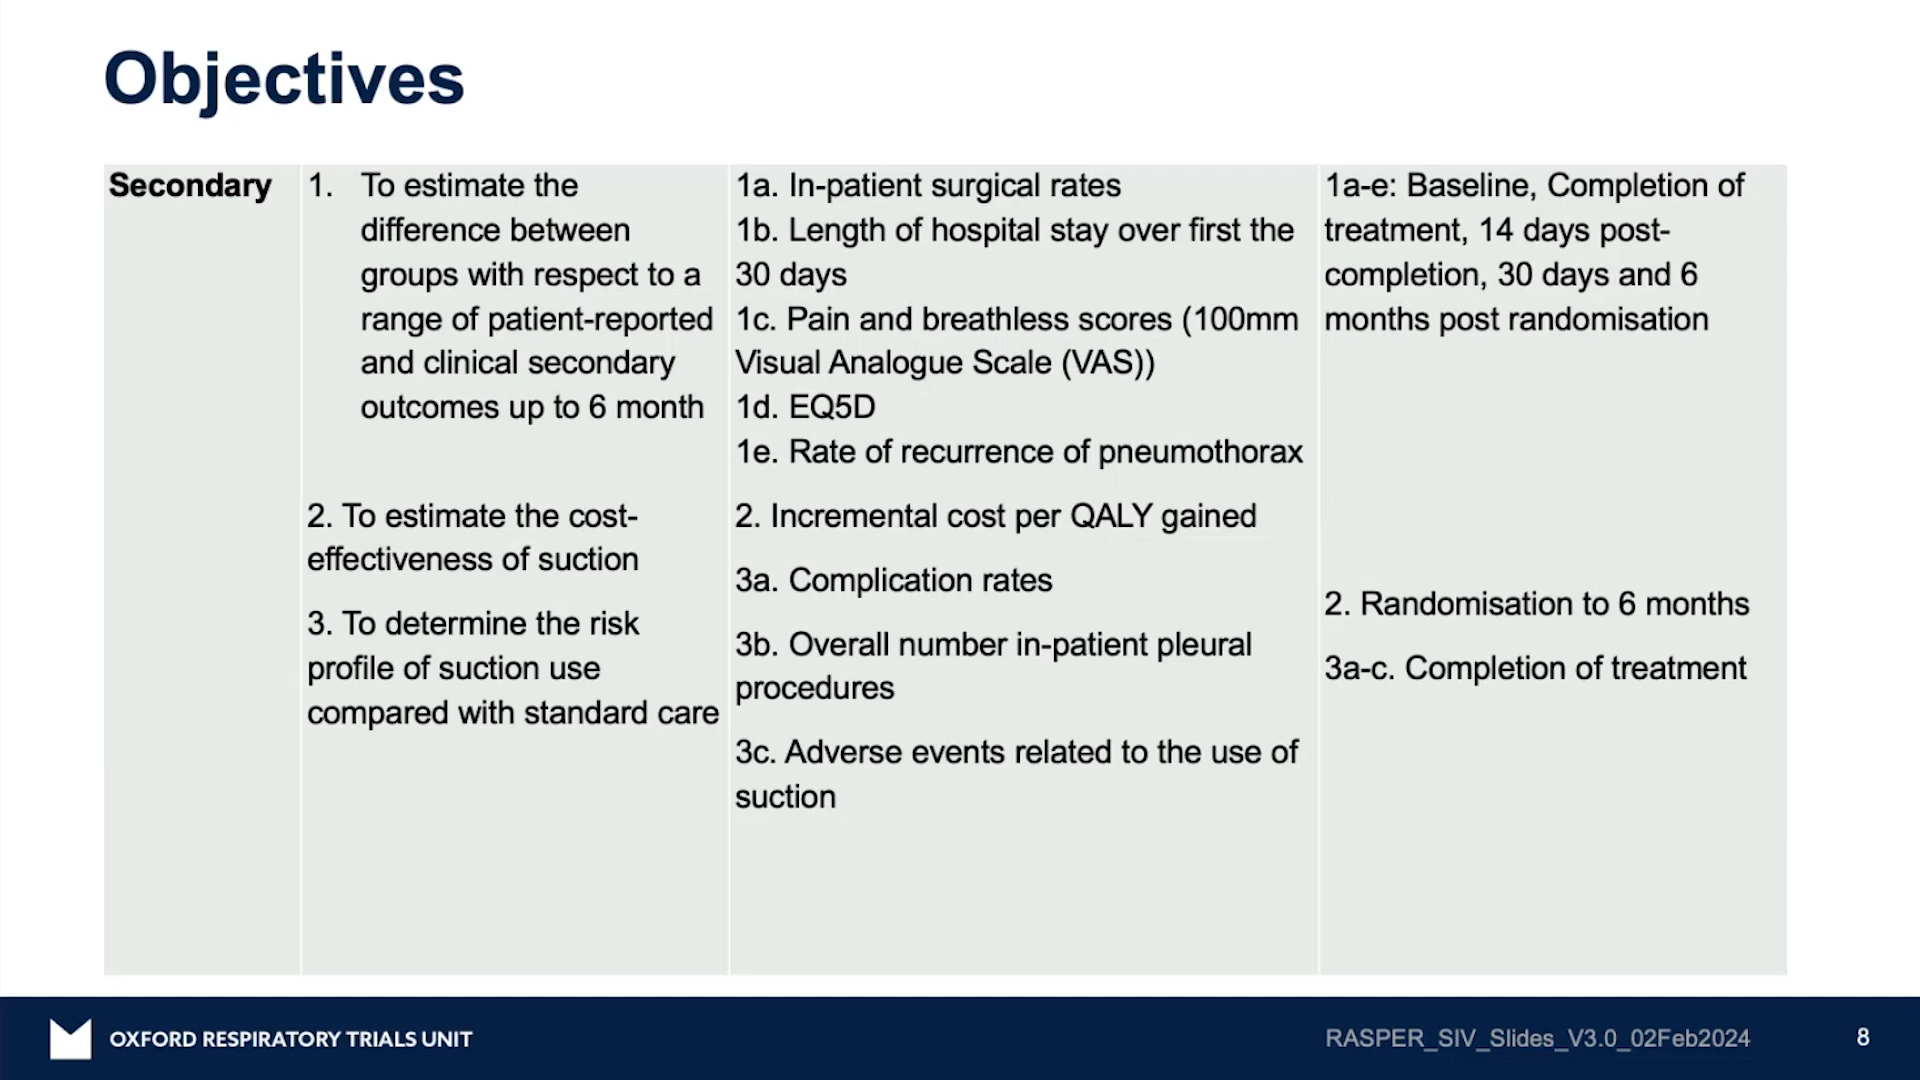 Objectives
Secondary
1. To estimate the
difference between
groups with respect to a
range of patient-reported
and clinical secondary
outcomes up to 6 month
2. To estimate the cost-
effectiveness of suction
3. To determine the risk
profile of suction use
compared with standard care
1a. In-patient surgical rates
1b. Length of hospital stay over first the
30 days
1c. Pain and breathless scores (100mm
Visual Analogue Scale (VAS))
1d. EQ5D
1e. Rate of recurrence of pneumothorax
2. Incremental cost per QALY gained
3a. Complication rates
3b. Overall number in-patient pleural
procedures
3c. Adverse events related to the use of
suction
1a-e: Baseline, Completion of
treatment, 14 days post-
completion, 30 days and 6
months post randomisation
2. Randomisation to 6 months
3a-c. Completion of treatment
OXFORD RESPIRATORY TRIALS UNIT
RASPER_SIV_Slides_V3.0_02Feb2024
8